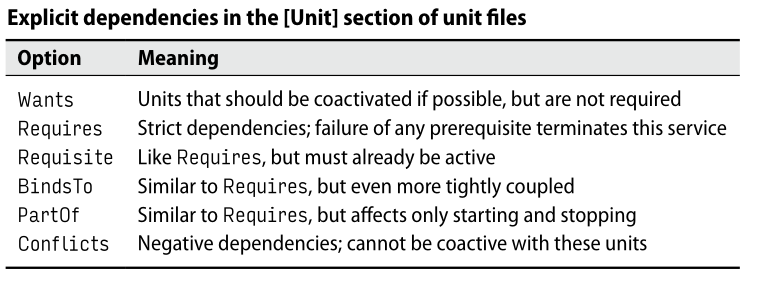 Explicit dependencies in the [Unit] section of unit files
Option Meaning
Wants Units that should be coactivated if possible, but are not required
Requires Strict dependencies; failure of any prerequisite terminates this service
Requisite Like Requires, but must already be active
BindsTo Similar to Requires, but even more tightly coupled
PartOf Similar to Requires, but affects only starting and stopping
Conflicts Negative dependencies; cannot be coactive with these units